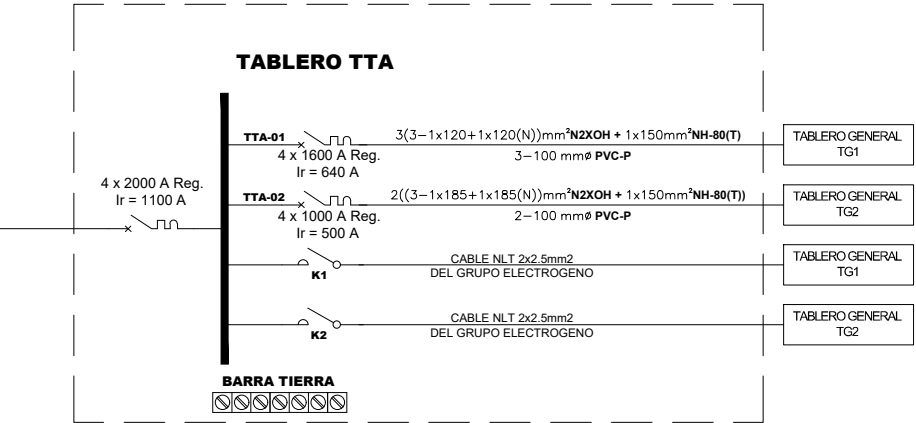 TABLERO TTA
TTA-01
3(3-1x120+1x120(N))mm²N2XOH + 1x150mm²NH-80(T)
4 x 1600 A Reg.
Ir = 640 A
3-100 mmø PVC-P
TABLERO GENERAL
TG1
4 x 2000 A Reg.
Ir = 1100 A
TTA-02
2((3-1x185+1x185(N))mm²N2XOH + 1x150mm²NH-80(T))
4 x 1000 A Reg.
Ir = 500 A
2-100 mmø PVC-P
TABLERO GENERAL
TG2
K1
CABLE NLT 2x2.5mm2
DEL GRUPO ELECTROGENO
TABLERO GENERAL
TG1
K2
CABLE NLT 2x2.5mm2
DEL GRUPO ELECTROGENO
TABLERO GENERAL
TG2
BARRA TIERRA